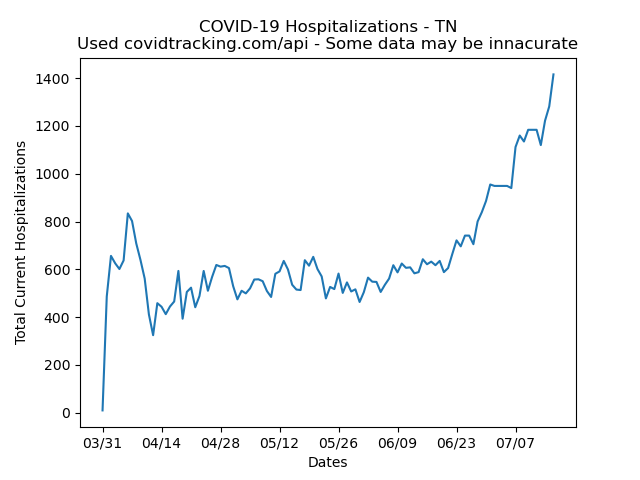 COVID-19 Hospitalizations - TN
Used covidtracking.com/api - Some data may be innacurate
Total Current Hospitalizations
1400
1200
1000
800
600
400
200
0
03/31 04/14 04/28 05/12 05/26 06/09 06/23 07/07
Dates